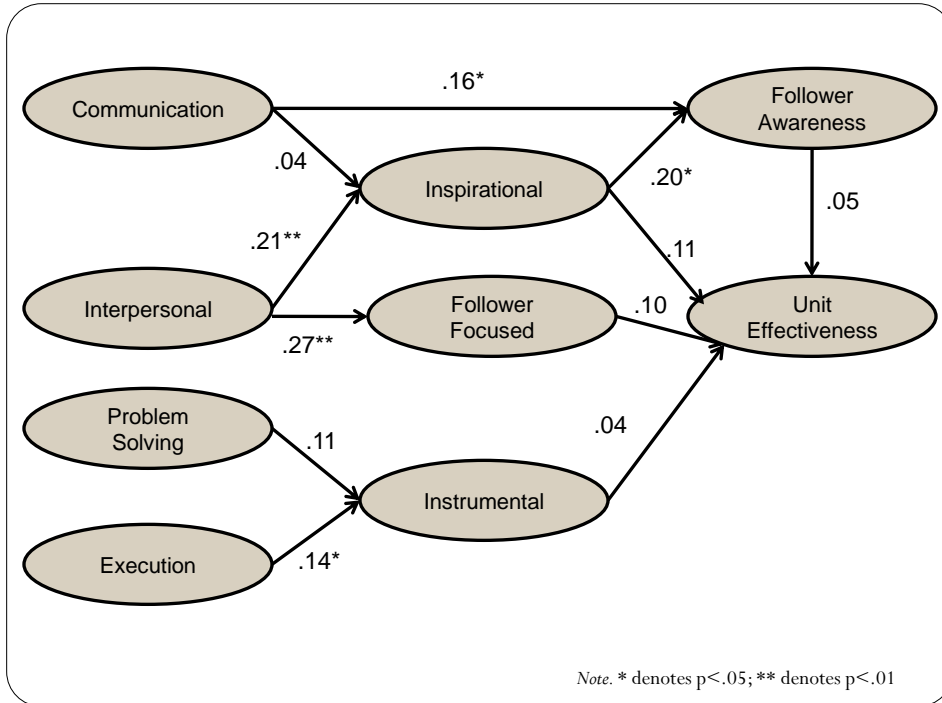 Communication
.16*
Follower
Awareness
.04
Inspirational
.20*
.05
.21**
.11
Interpersonal
.27**
Follower
Focused
.10
Unit
Effectiveness
Problem
Solving
.11
.04
Instrumental
Execution
.14*
Note. * denotes p<.05; ** denotes p<.01